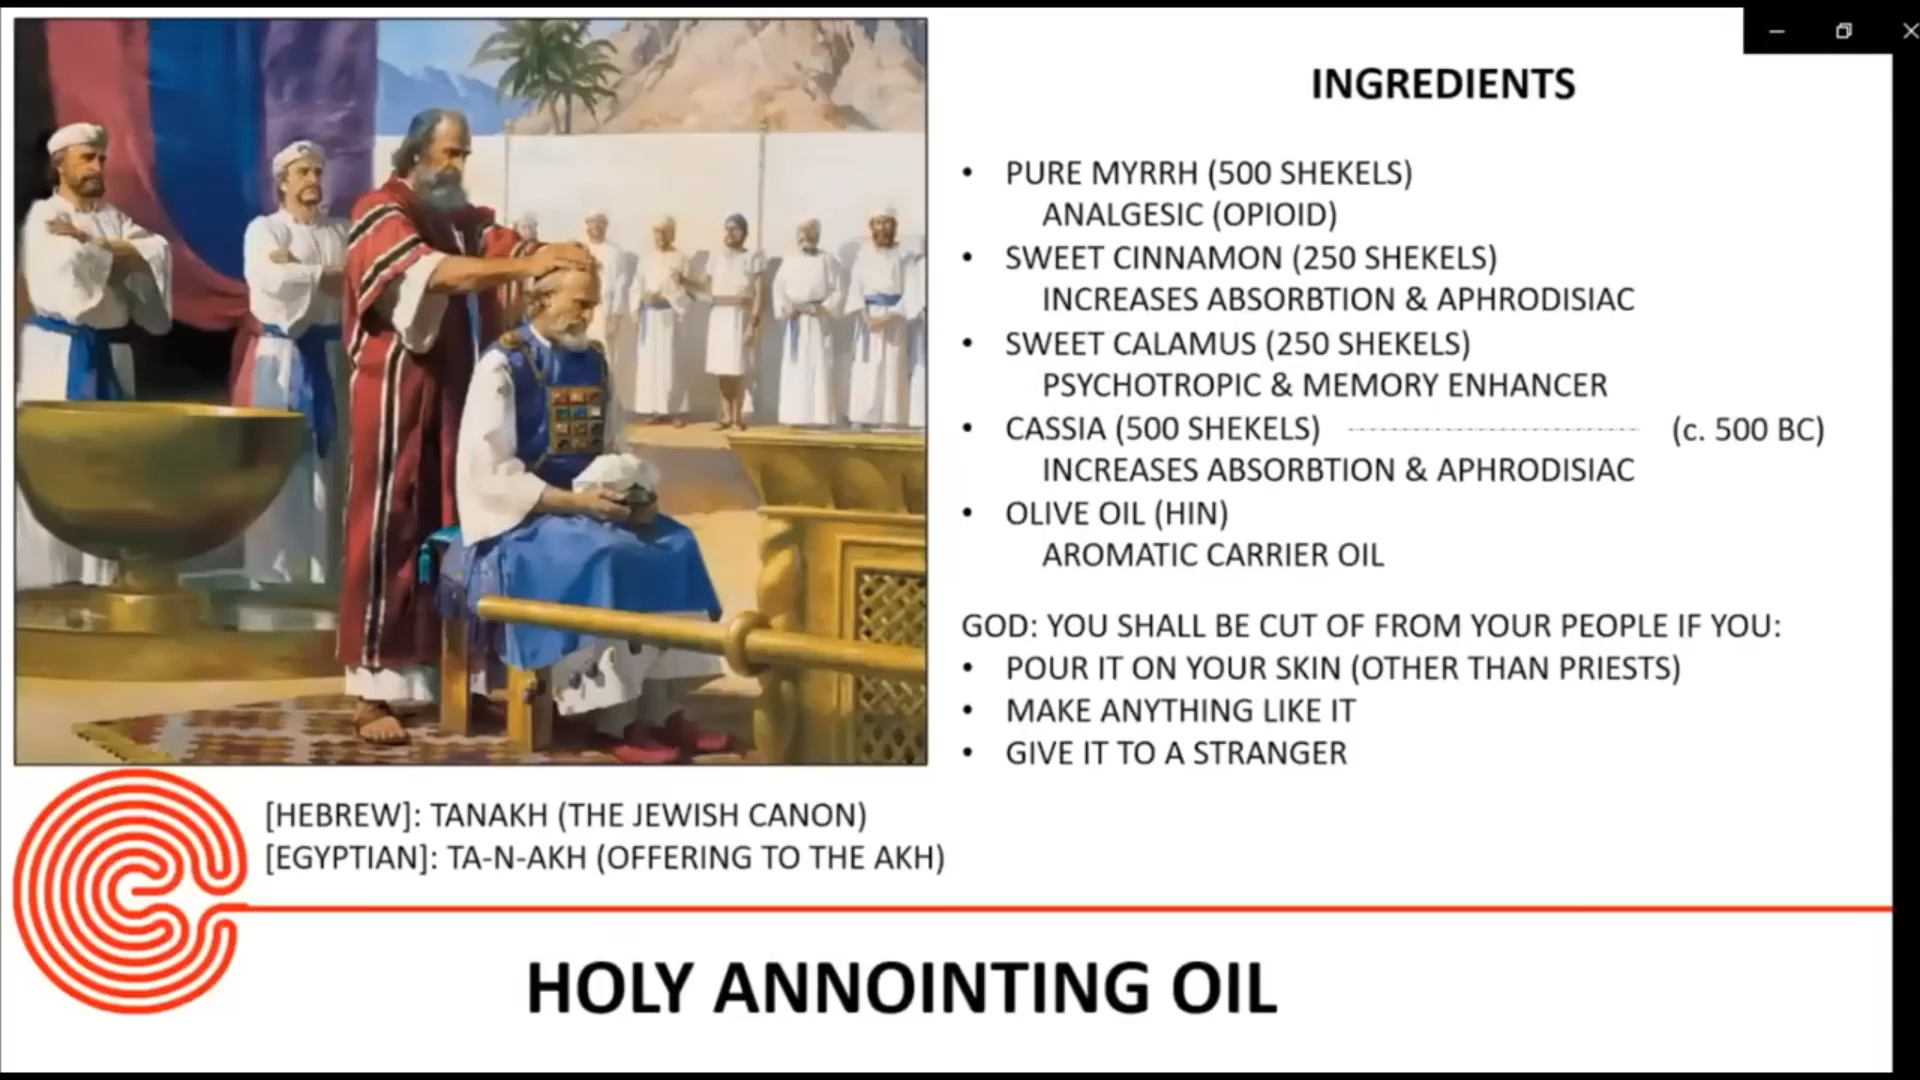 INGREDIENTS
• PURE MYRRH (500 SHEKELS)
ANALGESIC (OPIOID)
• SWEET CINNAMON (250 SHEKELS)
INCREASES ABSORBTION & APHRODISIAC
• SWEET CALAMUS (250 SHEKELS)
PSYCHOTROPIC & MEMORY ENHANCER
• CASSIA (500 SHEKELS) (c. 500 BC)
INCREASES ABSORBTION & APHRODISIAC
• OLIVE OIL (HIN)
AROMATIC CARRIER OIL
GOD: YOU SHALL BE CUT OF FROM YOUR PEOPLE IF YOU:
• POUR IT ON YOUR SKIN (OTHER THAN PRIESTS)
• MAKE ANYTHING LIKE IT
• GIVE IT TO A STRANGER
[HEBREW]: TANAKH (THE JEWISH CANON)
[EGYPTIAN]: TA-N-AKH (OFFERING TO THE AKH)
HOLY ANNOINTING OIL